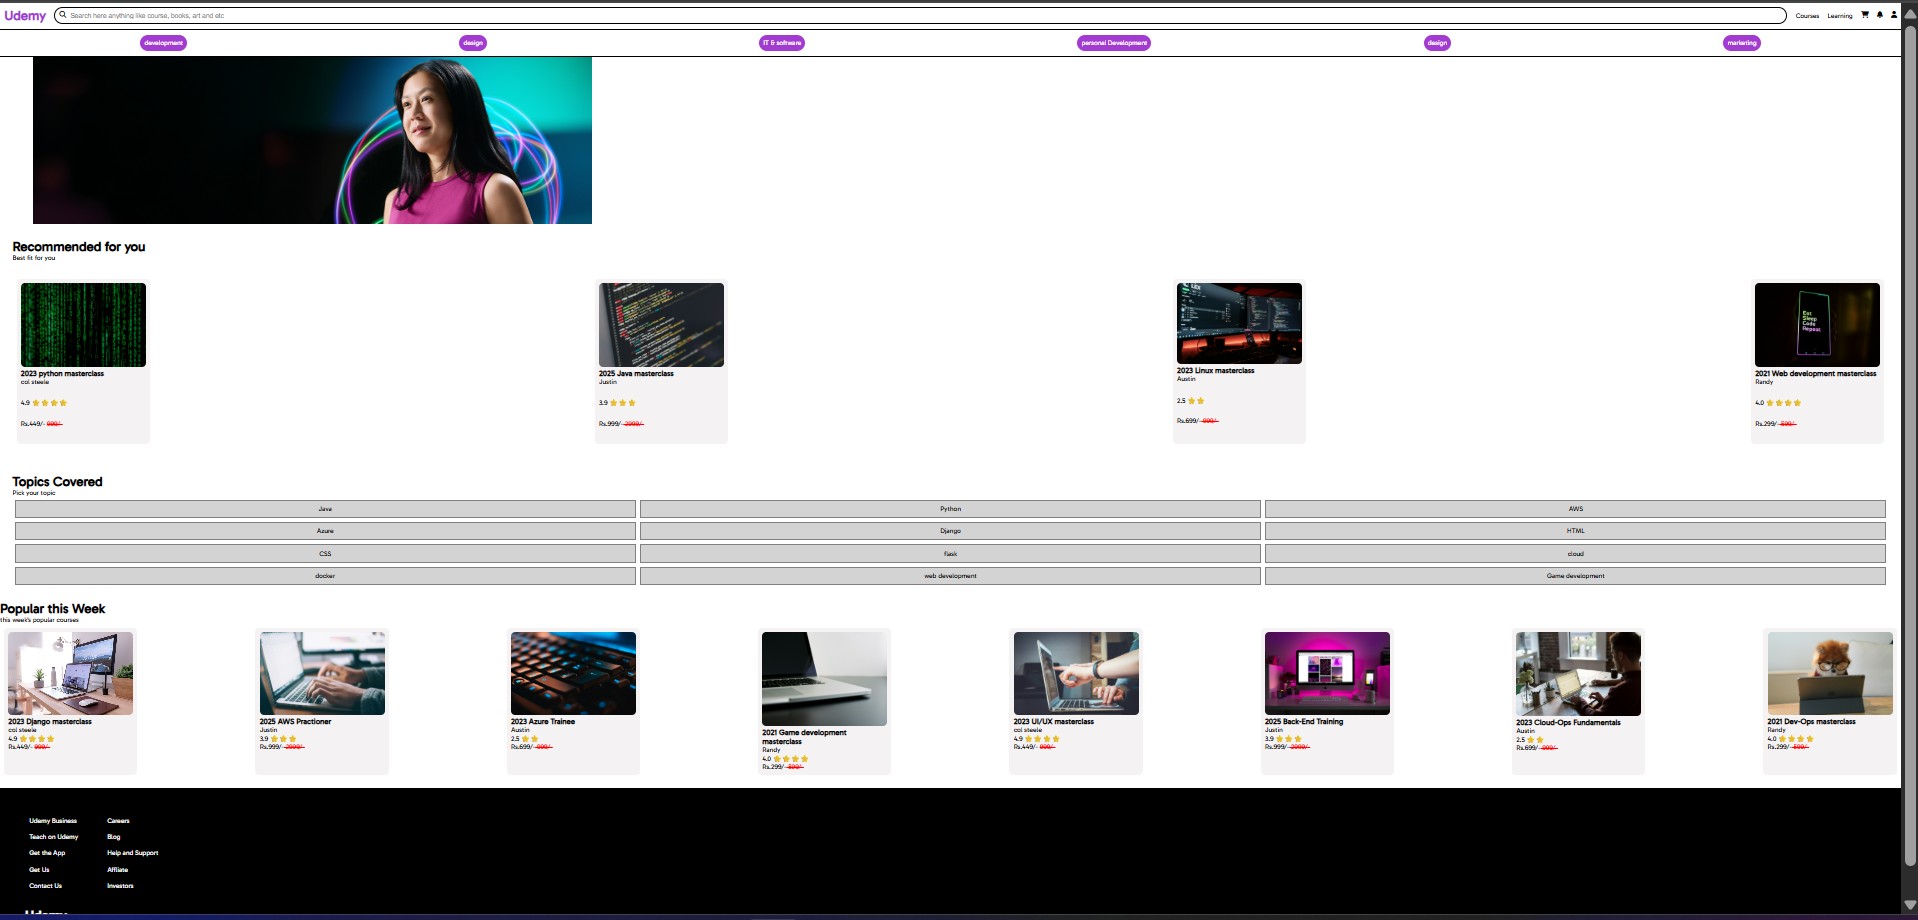 Udemy
Search here anything like course, books, art and etc
Courses Learning
development design IT & software personal Development design marketing
Recommended for you
Best fit for you
Eat
Sleep
Code
Repeat
2023 python masterclass
col steele
4.9
Rs.449/- 999/-
2025 Java masterclass
Justin
3.9
Rs.999/- 2999/-
2023 Linux masterclass
Austin
2.5
Rs.699/- 999/-
2021 Web development masterclass
Randy
4.0
Rs.299/- 599/-
Topics Covered
Pick your topic
Java Python AWS
Azure Django HTML
CSS flask cloud
docker web development Game development
Popular this Week
this week's popular courses
2023 Django masterclass
col steele
4.9
Rs.449/- 999/-
2025 AWS Practioner
Justin
3.9
Rs.999/- 2999/-
2023 Azure Trainee
Austin
2.5
Rs.699/- 999/-
2021 Game development
masterclass
Randy
4.0
Rs.299/- 599/-
2023 UI/UX masterclass
col steele
4.9
Rs.449/- 999/-
2025 Back-End Training
Justin
3.9
Rs.999/- 2999/-
2023 Cloud-Ops Fundamentals
Austin
2.5
Rs.699/- 999/-
2021 Dev-Ops masterclass
Randy
4.0
Rs.299/- 599/-
Udemy Business Careers
Teach on Udemy Blog
Get the App Help and Support
Get Us Affliate
Contact Us Investors
Udemy